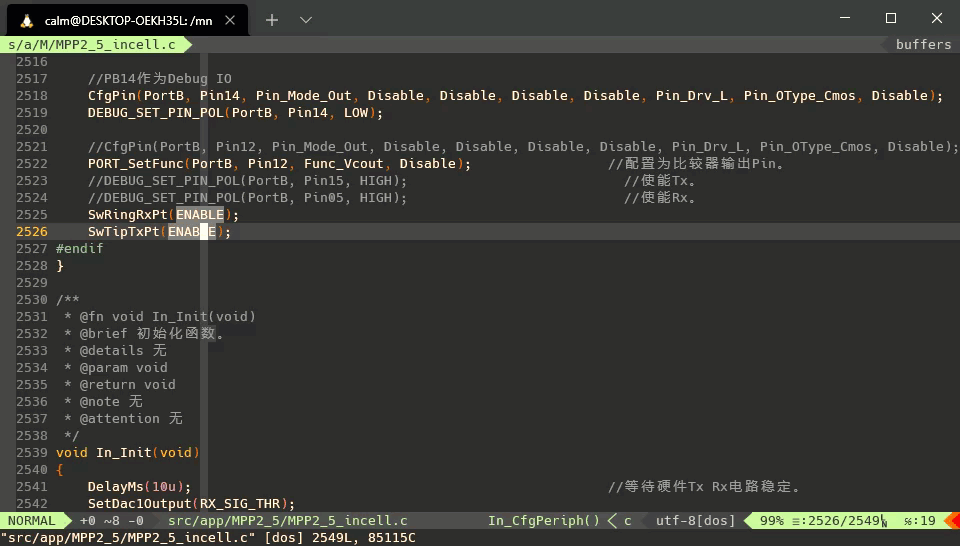 calm@DESKTOP-OEKH35L: /mn
s/a/M/MPP2_5_incell.c buffers
2516
2517 //PB14作为Debug IO
2518 CfgPin(PortB, Pin14, Pin_Mode_Out, Disable, Disable, Disable, Disable, Pin_Drv_L, Pin_OType_Cmos, Disable);
2519 DEBUG_SET_PIN_POL(PortB, Pin14, LOW);
2520
2521 //CfgPin(PortB, Pin12, Pin_Mode_Out, Disable, Disable, Disable, Disable, Pin_Drv_L, Pin_OType_Cmos, Disable);
2522 PORT_SetFunc(PortB, Pin12, Func_Vcout, Disable); //配置为比较器输出Pin。
2523 //DEBUG_SET_PIN_POL(PortB, Pin15, HIGH); //使能Tx。
2524 //DEBUG_SET_PIN_POL(PortB, Pin05, HIGH); //使能Rx。
2525 SwRingRxPt(ENABLE);
2526 SwTipTxPt(ENABLE);
2527 #endif
2528 }
2529
2530 /**
2531 * @fn void In_Init(void)
2532 * @brief 初始化函数。
2533 * @details 无
2534 * @param void
2535 * @return void
2536 * @note 无
2537 * @attention 无
2538 */
2539 void In_Init(void)
2540 {
2541 DelayMs(10u); //等待硬件Tx Rx电路稳定。
2542 SetDac1Output(RX_SIG_THR);
NORMAL +0 ~8 -0 src/app/MPP2_5/MPP2_5_incell.c In_CfgPeriph() < c utf-8[dos] 99% ≡:2526/2549 :19
"src/app/MPP2_5/MPP2_5_incell.c" [dos] 2549L, 85115C